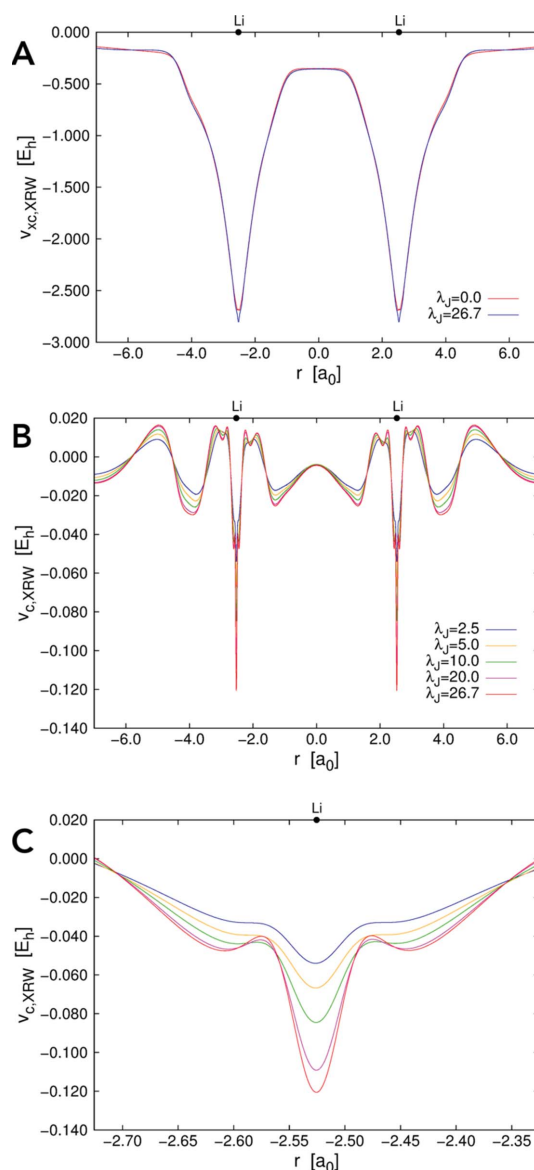 A
Li Li
0.000
−0.500
−1.000
−1.500
−2.000
−2.500
−3.000
v_xc,XRW [E_h]
λ_J=0.0
λ_J=26.7
−6.0 −4.0 −2.0 0.0 2.0 4.0 6.0
r [a_0]
B
Li Li
0.020
0.000
−0.020
−0.040
−0.060
−0.080
−0.100
−0.120
−0.140
v_c,XRW [E_h]
λ_J=2.5
λ_J=5.0
λ_J=10.0
λ_J=20.0
λ_J=26.7
−6.0 −4.0 −2.0 0.0 2.0 4.0 6.0
r [a_0]
C
Li
0.020
0.000
−0.020
−0.040
−0.060
−0.080
−0.100
−0.120
−0.140
v_c,XRW [E_h]
−2.70 −2.65 −2.60 −2.55 −2.50 −2.45 −2.40 −2.35
r [a_0]